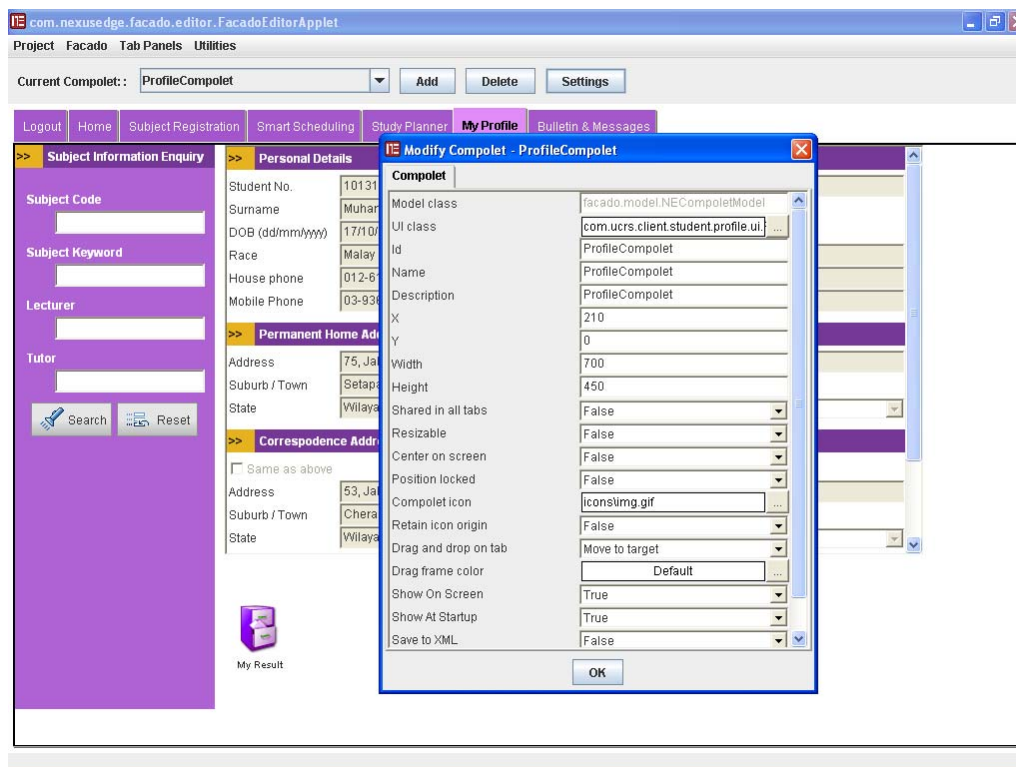 com.nexusedge.facado.editor.FacadoEditorApplet
Project Facado Tab Panels Utilities
Current Compolet:: ProfileCompolet Add Delete Settings
Logout Home Subject Registration Smart Scheduling Study Planner My Profile Bulletin & Messages
>> Subject Information Enquiry
Subject Code
Subject Keyword
Lecturer
Tutor
Search Reset
>> Personal Details
Student No. 10131
Surname Muhar
DOB (dd/mm/yyyy) 17/10/
Race Malay
House phone 012-6
Mobile Phone 03-93
>> Permanent Home Ad
Address 75, Ja
Suburb / Town Setap
State Wilaya
>> Correspodence Addr
Same as above
Address 53, Jal
Suburb / Town Chera
State Wilaya
My Result
Modify Compolet - ProfileCompolet
Compolet
Model class facado.model.NECompoletModel
UI class com.ucrs.client.student.profile.ui. ...
Id ProfileCompolet
Name ProfileCompolet
Description ProfileCompolet
X 210
Y 0
Width 700
Height 450
Shared in all tabs False
Resizable False
Center on screen False
Position locked False
Compolet icon icons\img.gif ...
Retain icon origin False
Drag and drop on tab Move to target
Drag frame color Default ...
Show On Screen True
Show At Startup True
Save to XML False
OK